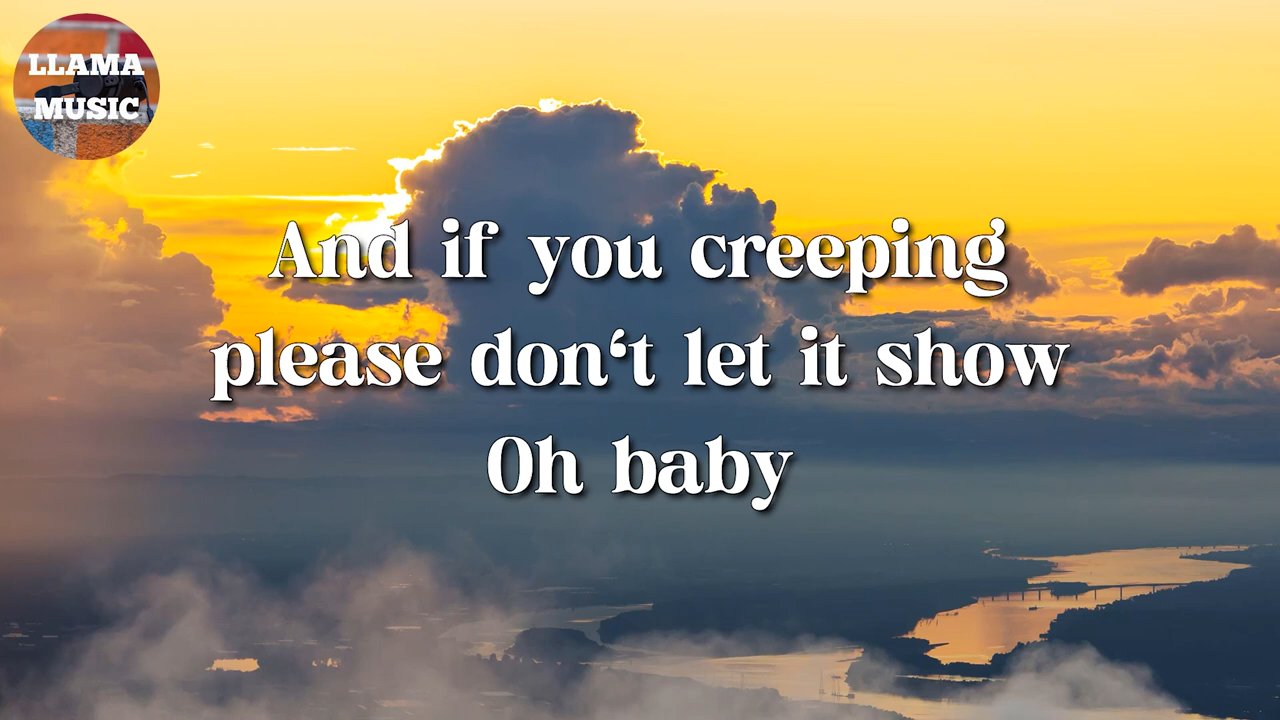 LLAMA
MUSIC
And if you creeping
please don‘t let it show
Oh baby